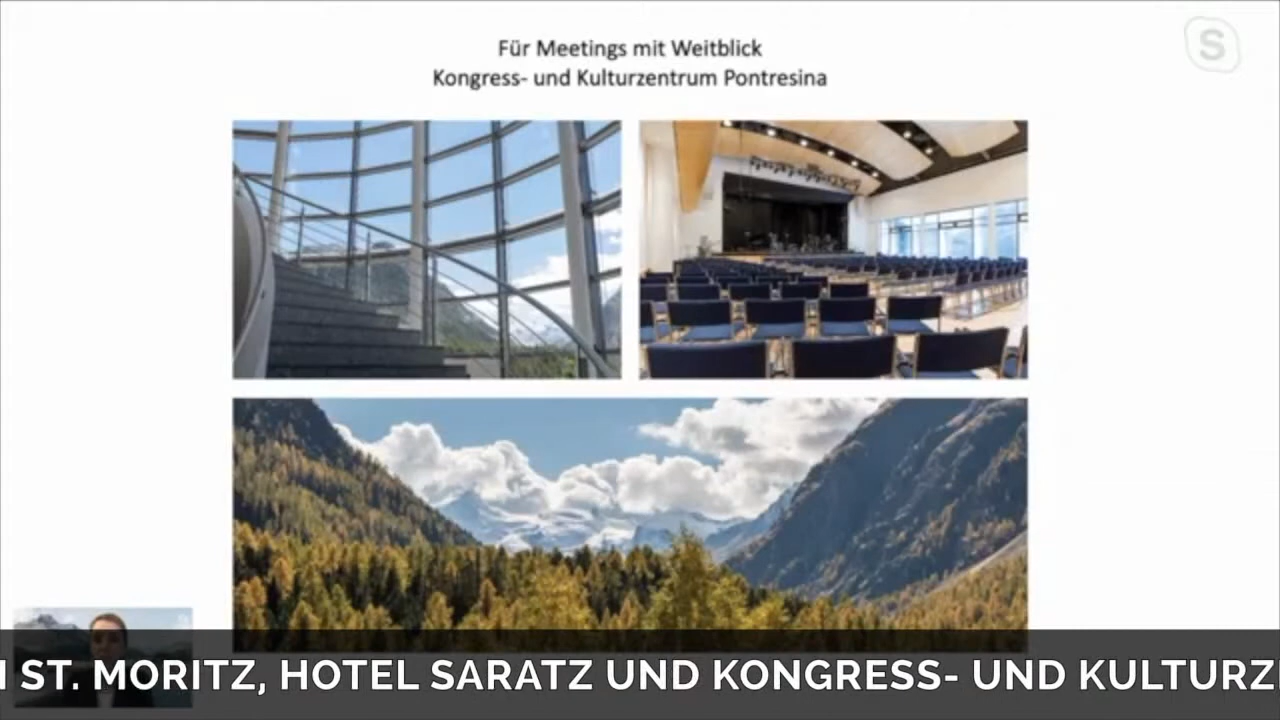 Für Meetings mit Weitblick
Kongress- und Kulturzentrum Pontresina
S
ST. MORITZ, HOTEL SARATZ UND KONGRESS- UND KULTURZ